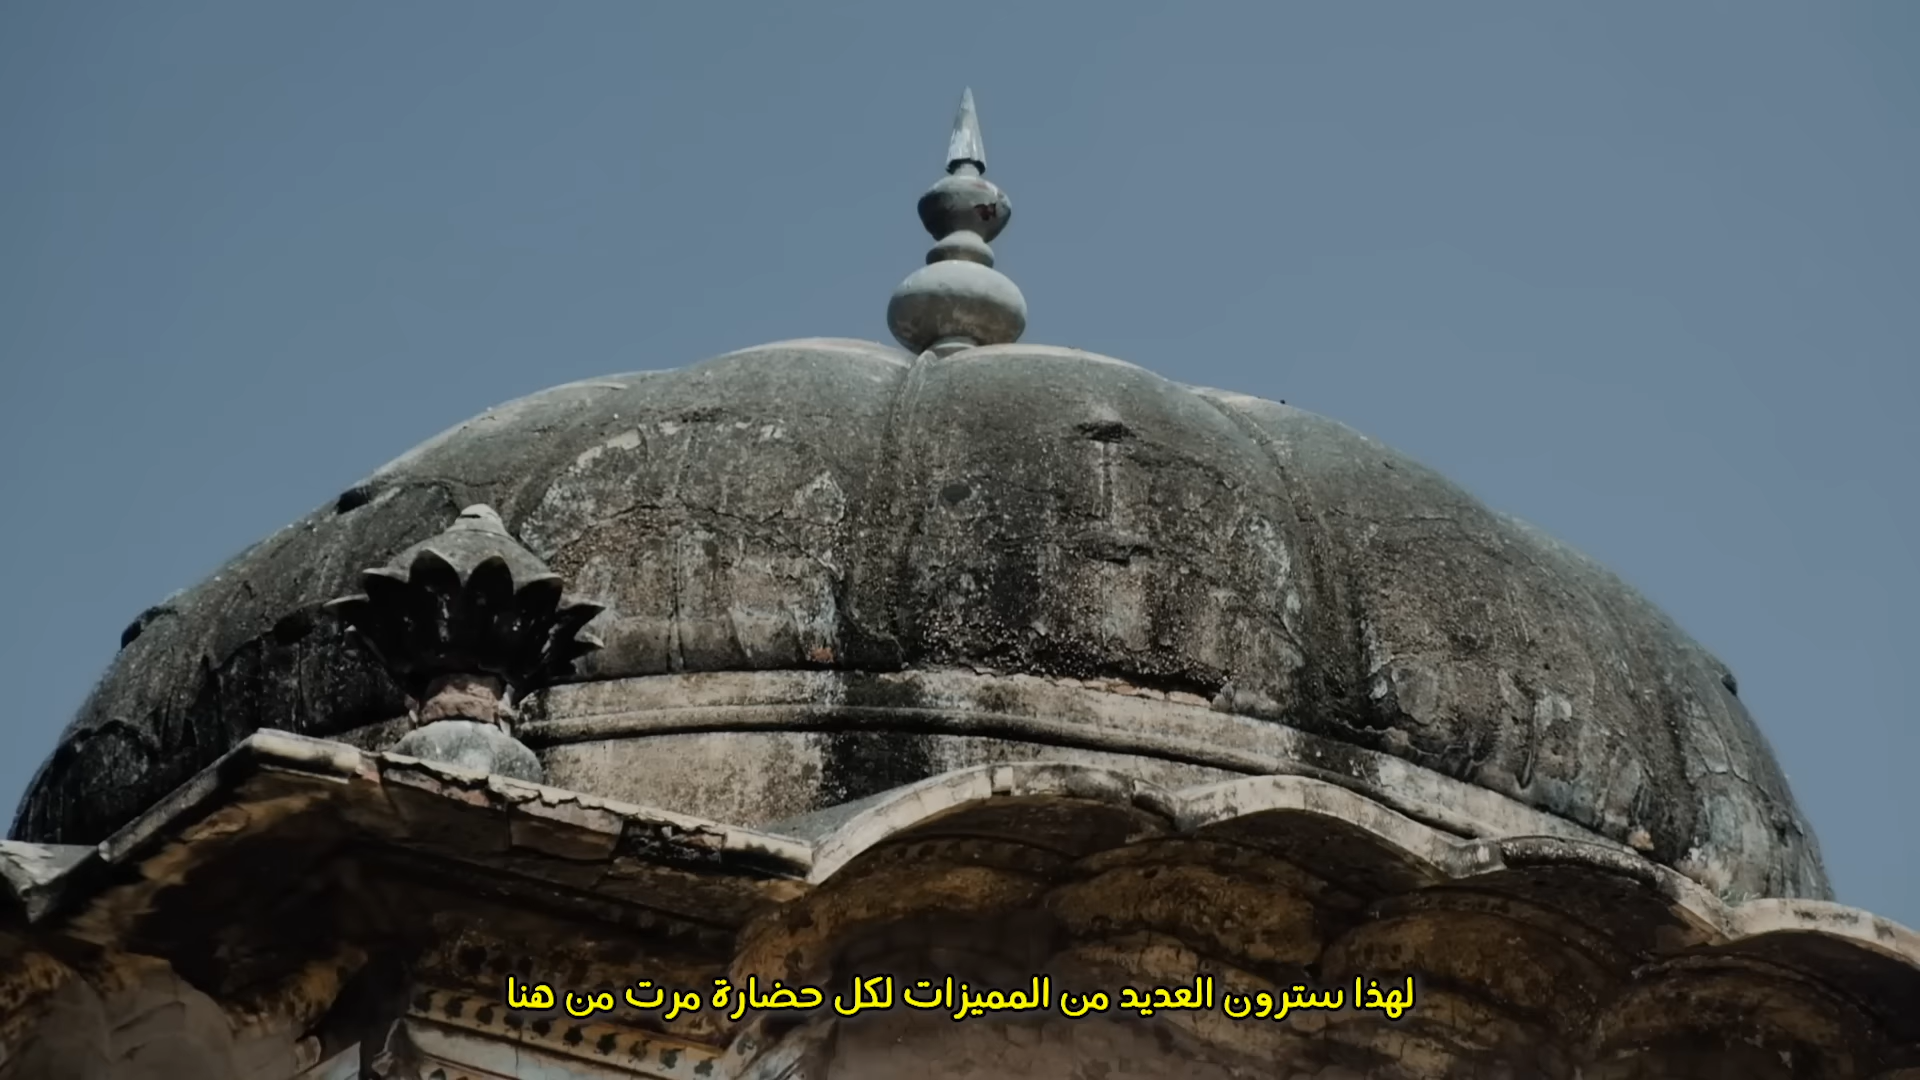 لهذا سترون العديد من المميزات لكل حضارة مرت من هنا